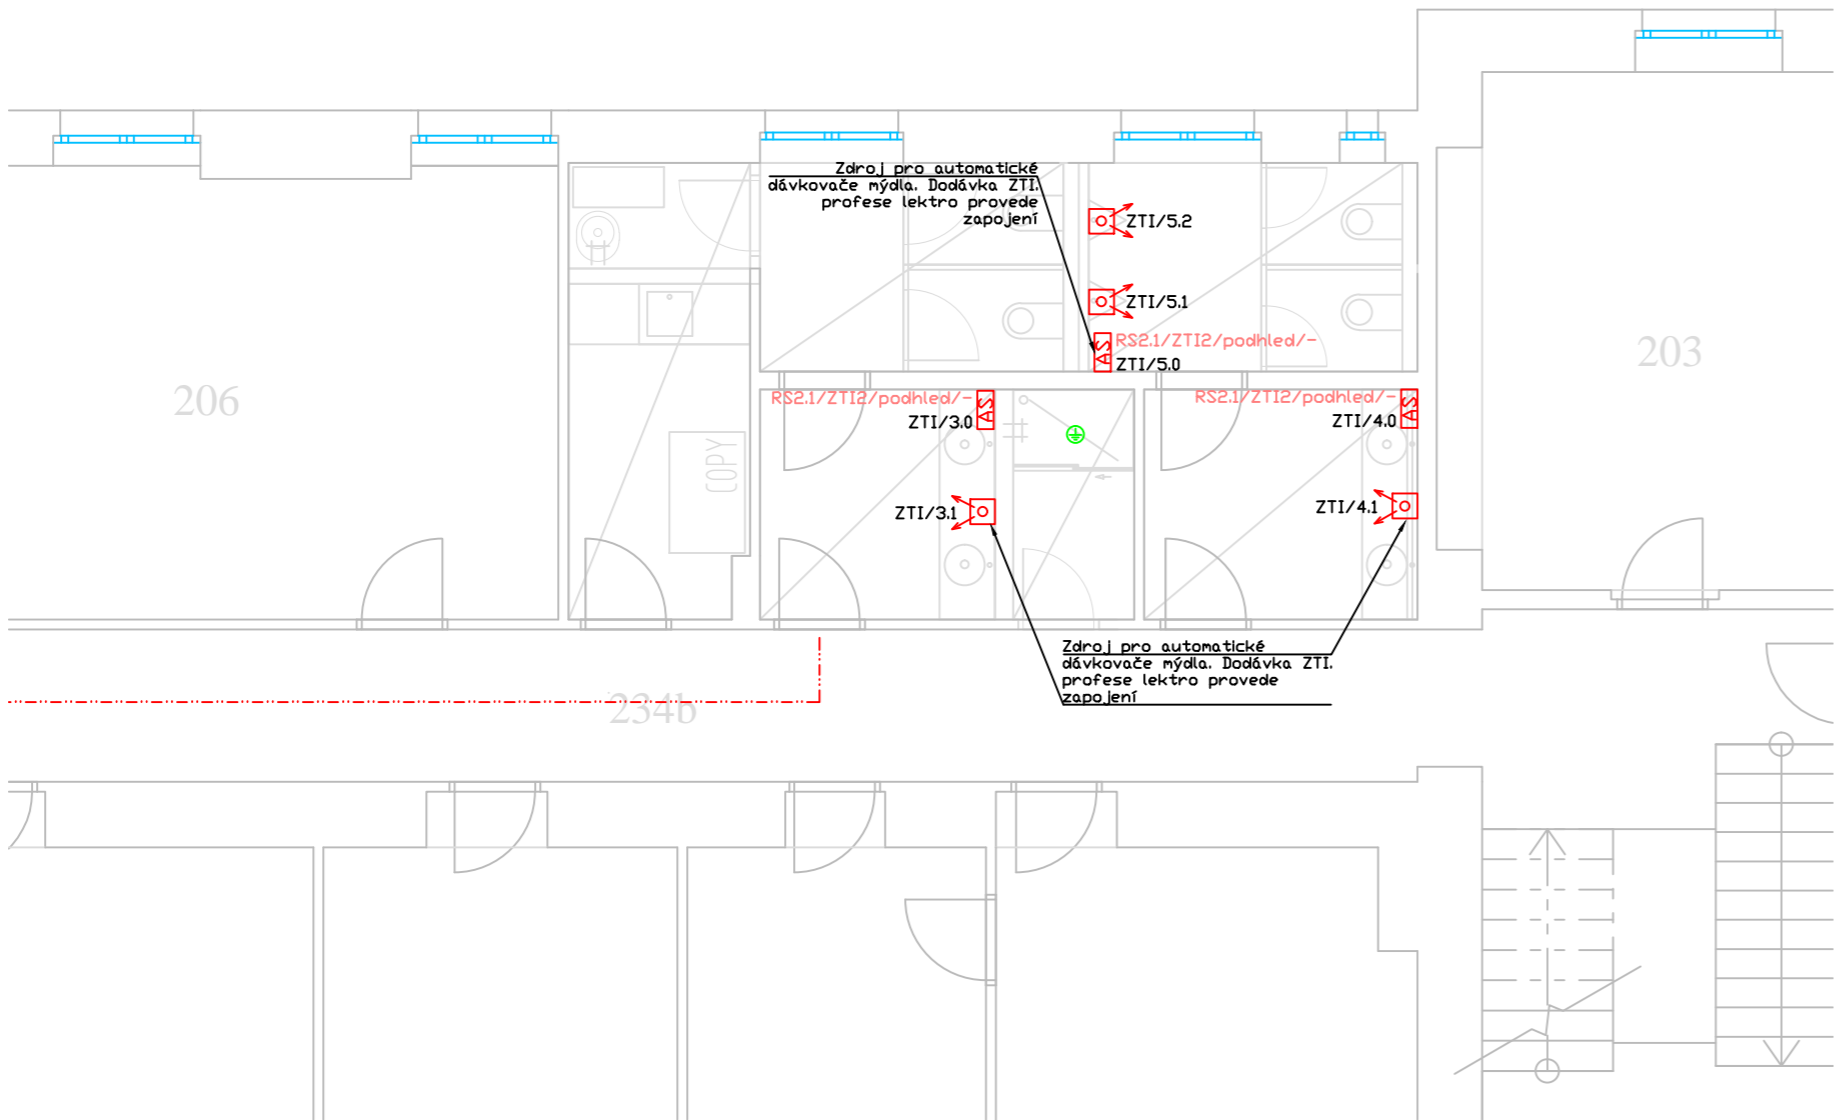 Zdroj pro automatické
dávkovače mýdla. Dodávka ZTI.
profese lektro provede
zapojení
ZTI/5.2
ZTI/5.1
RS2.1/ZTI2/podhled/-
AS
ZTI/5.0
203
206
RS2.1/ZTI2/podhled/-
AS
ZTI/3.0
RS2.1/ZTI2/podhled/-
AS
ZTI/4.0
COPY
ZTI/3.1
ZTI/4.1
Zdroj pro automatické
dávkovače mýdla. Dodávka ZTI.
profese lektro provede
zapojení
234b